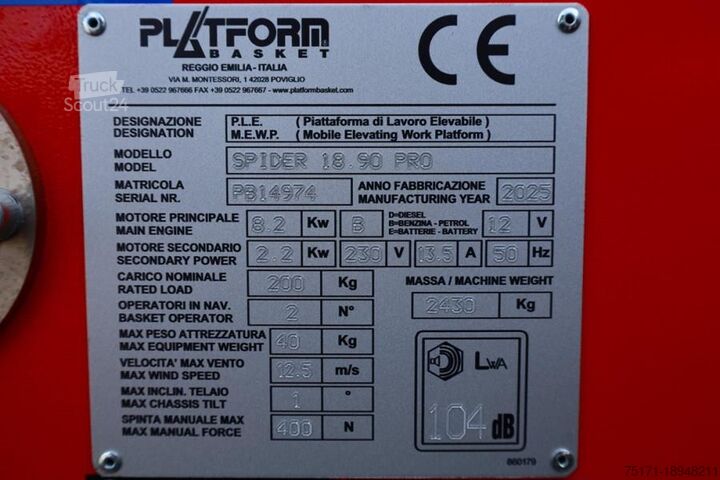 PLATFORM
BASKET
REGGIO EMILIA - ITALIA
VIA M. MONTESSORI, 1 42028 POVIGLIO
TEL +39 0522 967666 FAX +39 0522 967667 - www.platformbasket.com
CE
Truck
Scout24
DESIGNAZIONE P.L.E. ( Piattaforma di Lavoro Elevabile )
DESIGNATION M.E.W.P. ( Mobile Elevating Work Platform )
MODELLO
MODEL SPIDER 18.90 PRO
MATRICOLA
SERIAL NR. PB14974
ANNO FABBRICAZIONE
MANUFACTURING YEAR 2025
MOTORE PRINCIPALE
MAIN ENGINE 8.2 Kw B
D=DIESEL
B=BENZINA - PETROL
E=BATTERIE - BATTERY
12 V
MOTORE SECONDARIO
SECONDARY POWER 2.2 Kw 230 V 13.5 A 50 Hz
CARICO NOMINALE
RATED LOAD 200 Kg
MASSA / MACHINE WEIGHT
2430 Kg
OPERATORI IN NAV.
BASKET OPERATOR 2 N°
MAX PESO ATTREZZATURA
MAX EQUIPMENT WEIGHT 40 Kg
VELOCITA' MAX VENTO
MAX WIND SPEED 12.5 m/s
MAX INCLIN. TELAIO
MAX CHASSIS TILT 1 °
SPINTA MANUALE MAX
MAX MANUAL FORCE 400 N
LWA
104 dB
860179
75171-18948211